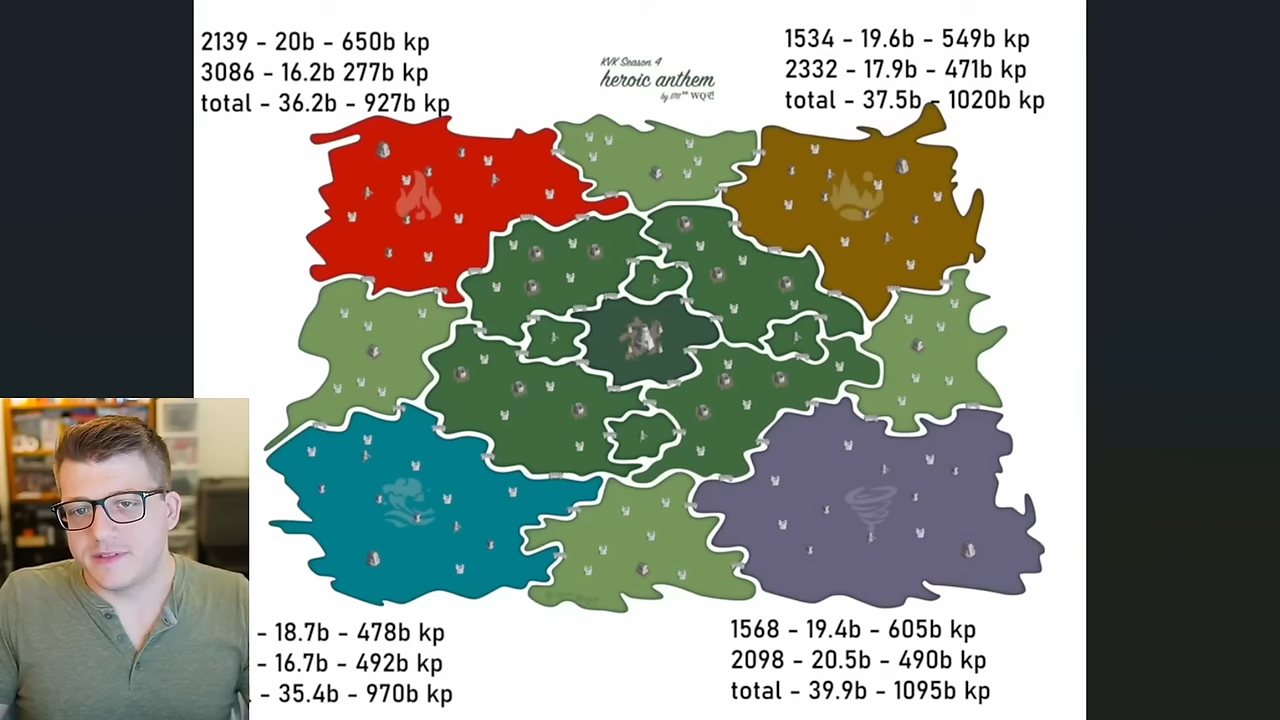 2139 - 20b - 650b kp
3086 - 16.2b 277b kp
total - 36.2b - 927b kp
KVK Season 4
heroic anthem
1534 - 19.6b - 549b kp
2332 - 17.9b - 471b kp
total - 37.5b - 1020b kp
- 18.7b - 478b kp
- 16.7b - 492b kp
- 35.4b - 970b kp
1568 - 19.4b - 605b kp
2098 - 20.5b - 490b kp
total - 39.9b - 1095b kp